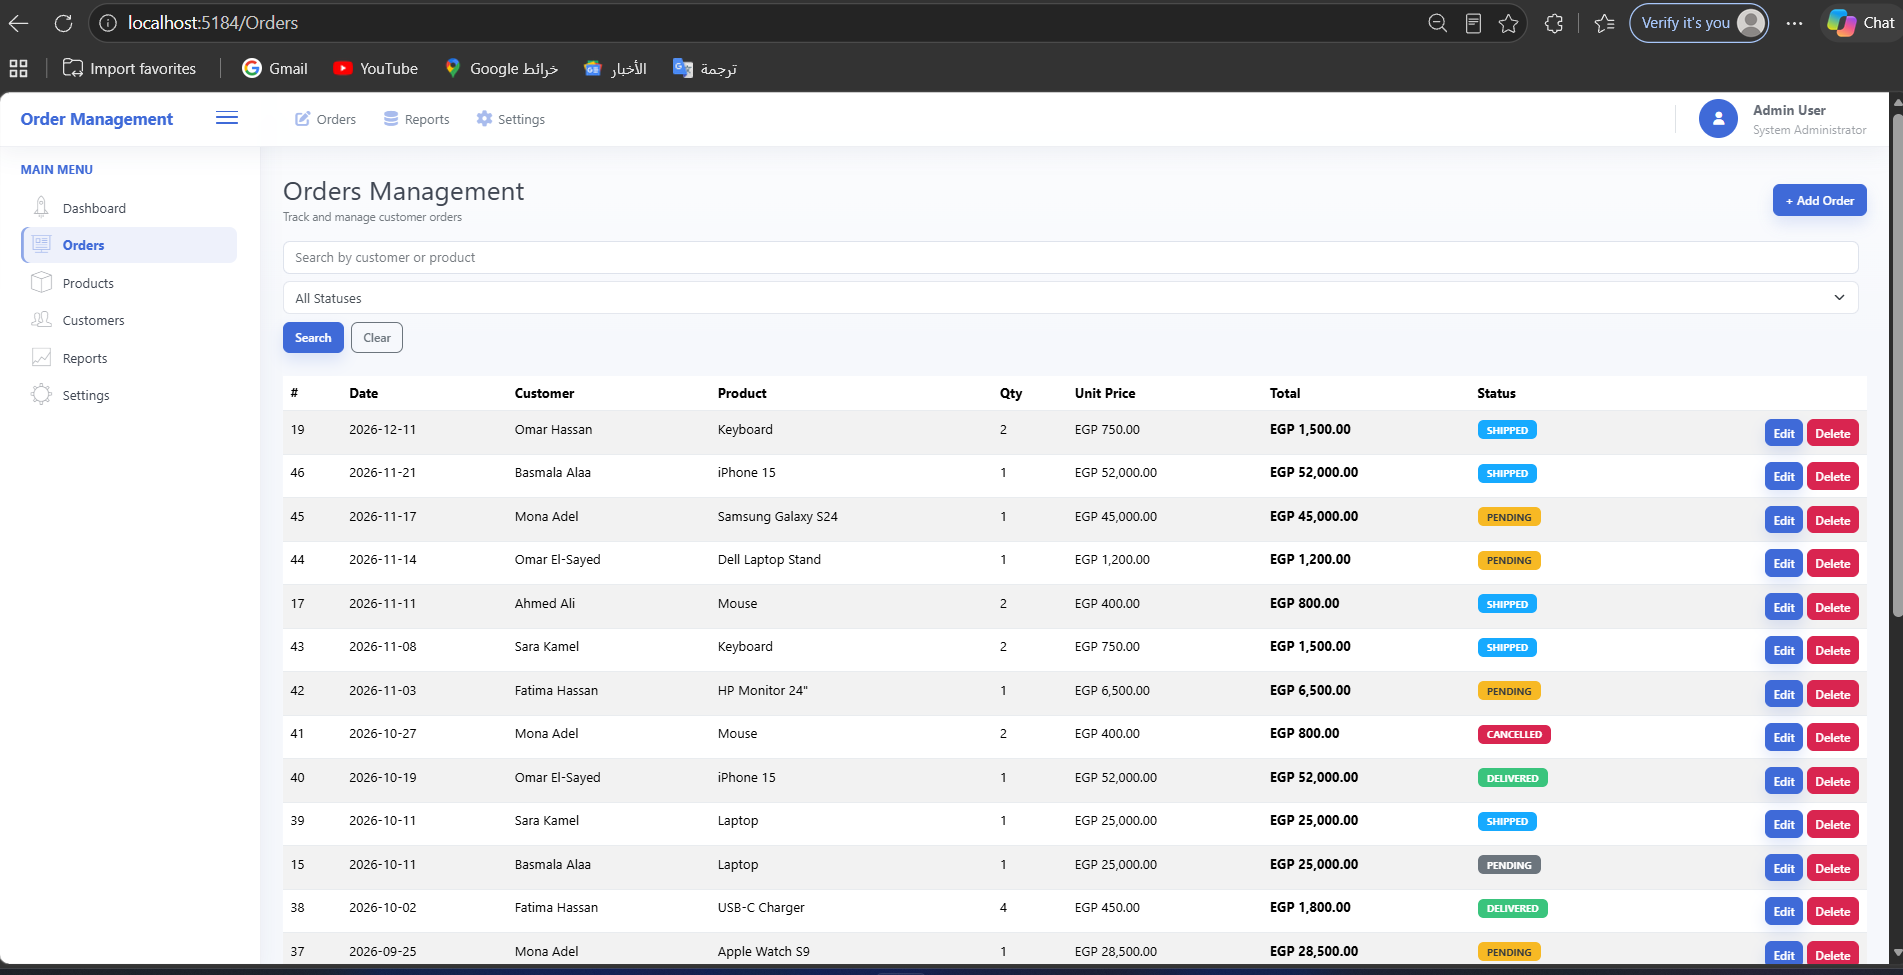 localhost:5184/Orders
Verify it's you
Chat
Import favorites
Gmail
YouTube
Google خرائط
الأخبار
ترجمة
Order Management
Orders
Reports
Settings
Admin User
System Administrator
MAIN MENU
Dashboard
Orders
Products
Customers
Reports
Settings
Orders Management
Track and manage customer orders
+ Add Order
Search by customer or product
All Statuses
Search Clear
# Date Customer Product Qty Unit Price Total Status
19 2026-12-11 Omar Hassan Keyboard 2 EGP 750.00 EGP 1,500.00 SHIPPED Edit Delete
46 2026-11-21 Basmala Alaa iPhone 15 1 EGP 52,000.00 EGP 52,000.00 SHIPPED Edit Delete
45 2026-11-17 Mona Adel Samsung Galaxy S24 1 EGP 45,000.00 EGP 45,000.00 PENDING Edit Delete
44 2026-11-14 Omar El-Sayed Dell Laptop Stand 1 EGP 1,200.00 EGP 1,200.00 PENDING Edit Delete
17 2026-11-11 Ahmed Ali Mouse 2 EGP 400.00 EGP 800.00 SHIPPED Edit Delete
43 2026-11-08 Sara Kamel Keyboard 2 EGP 750.00 EGP 1,500.00 SHIPPED Edit Delete
42 2026-11-03 Fatima Hassan HP Monitor 24" 1 EGP 6,500.00 EGP 6,500.00 PENDING Edit Delete
41 2026-10-27 Mona Adel Mouse 2 EGP 400.00 EGP 800.00 CANCELLED Edit Delete
40 2026-10-19 Omar El-Sayed iPhone 15 1 EGP 52,000.00 EGP 52,000.00 DELIVERED Edit Delete
39 2026-10-11 Sara Kamel Laptop 1 EGP 25,000.00 EGP 25,000.00 SHIPPED Edit Delete
15 2026-10-11 Basmala Alaa Laptop 1 EGP 25,000.00 EGP 25,000.00 PENDING Edit Delete
38 2026-10-02 Fatima Hassan USB-C Charger 4 EGP 450.00 EGP 1,800.00 DELIVERED Edit Delete
37 2026-09-25 Mona Adel Apple Watch S9 1 EGP 28,500.00 EGP 28,500.00 PENDING Edit Delete